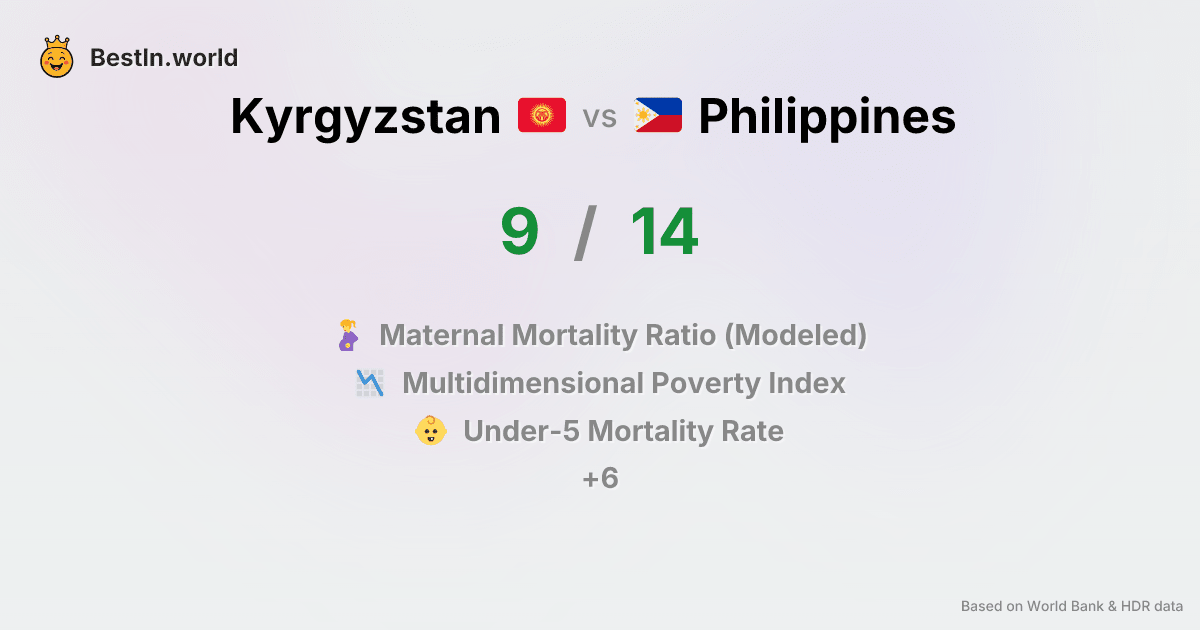 BestIn.world
Kyrgyzstan vs Philippines
9 / 14
Maternal Mortality Ratio (Modeled)
Multidimensional Poverty Index
Under-5 Mortality Rate
+6
Based on World Bank & HDR data